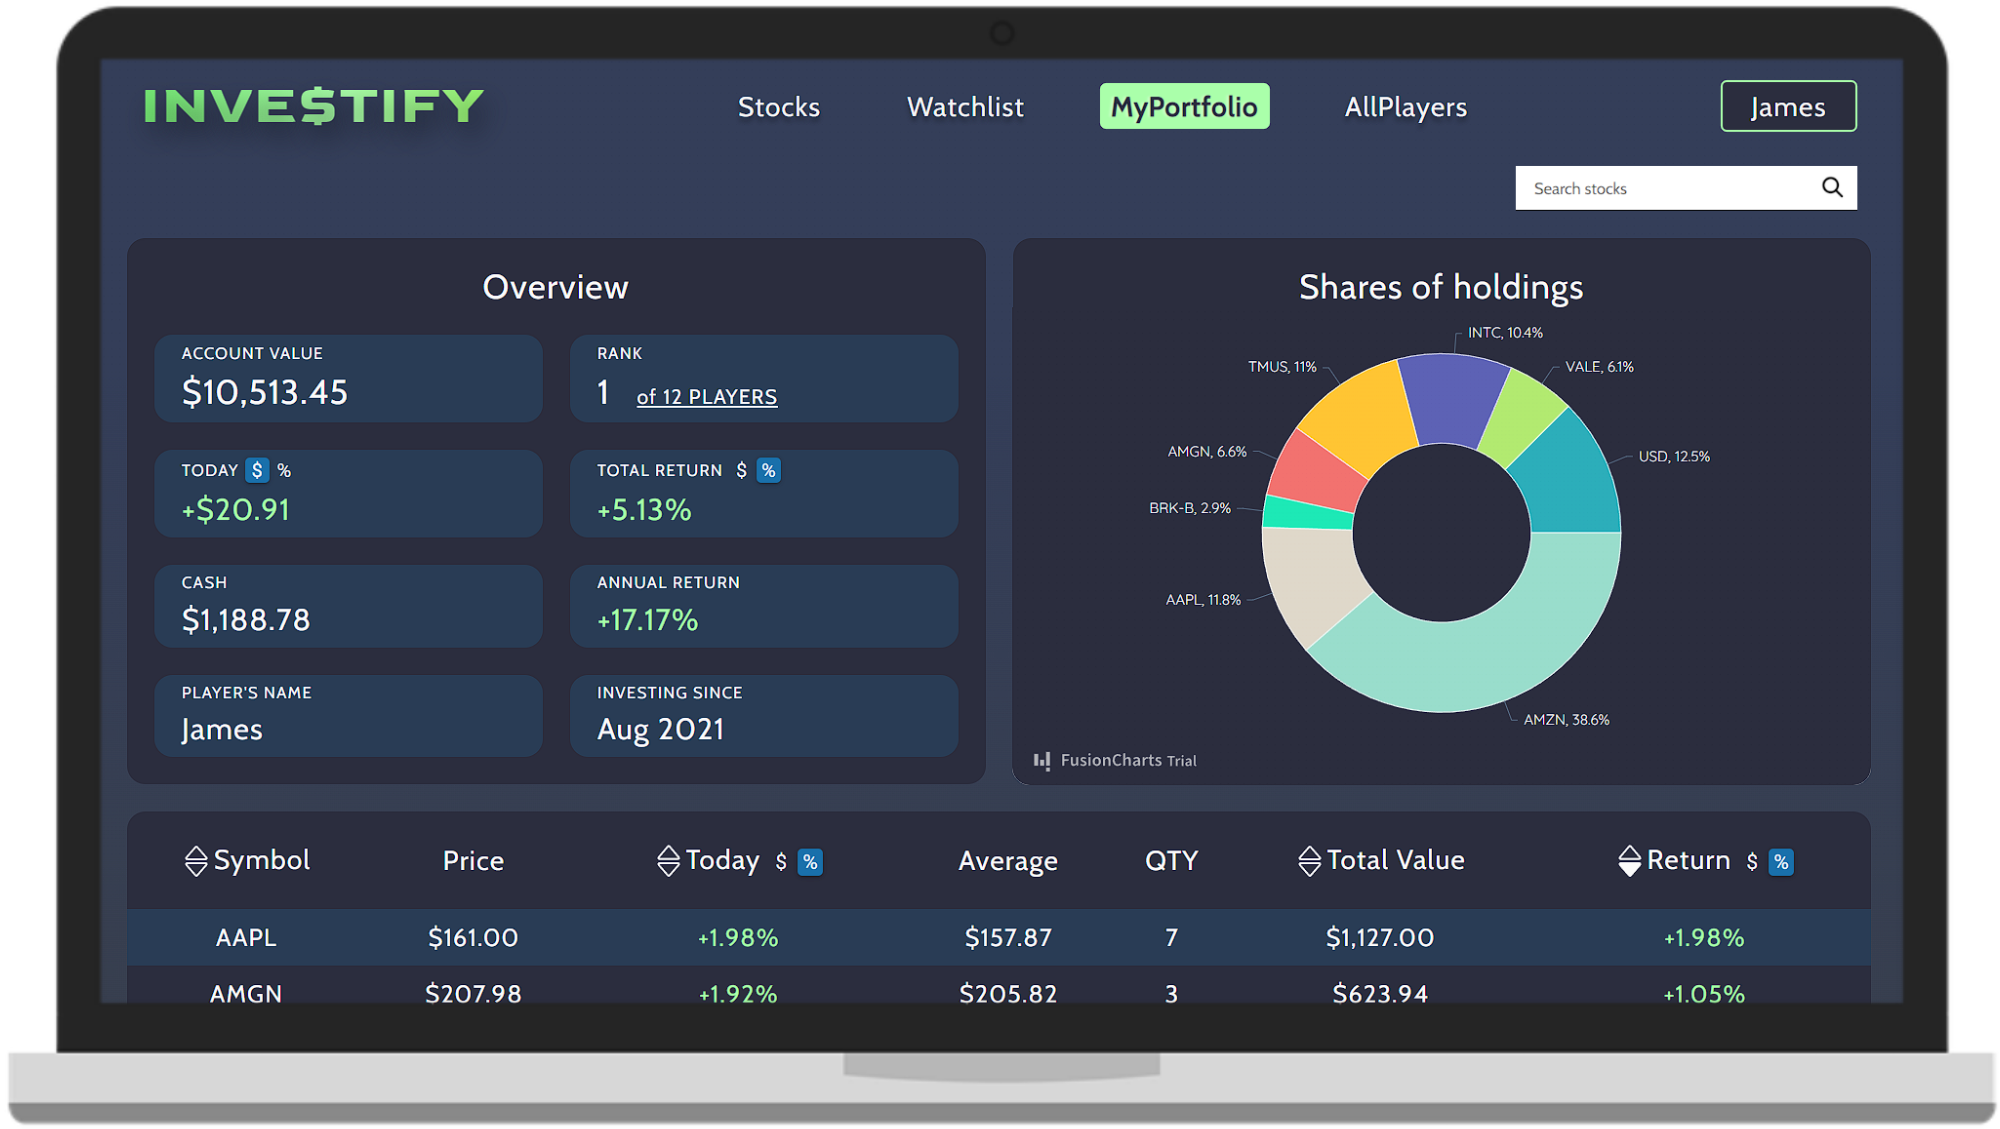 INVE$TIFY Stocks Watchlist MyPortfolio AllPlayers James
Search stocks
Overview
ACCOUNT VALUE
$10,513.45
RANK
1 of 12 PLAYERS
TODAY $ %
+$20.91
TOTAL RETURN $ %
+5.13%
CASH
$1,188.78
ANNUAL RETURN
+17.17%
PLAYER'S NAME
James
INVESTING SINCE
Aug 2021
Shares of holdings
INTC, 10.4%
TMUS, 11%
VALE, 6.1%
AMGN, 6.6%
USD, 12.5%
BRK-B, 2.9%
AAPL, 11.8%
AMZN, 38.6%
FusionCharts Trial
Symbol Price Today $ % Average QTY Total Value Return $ %
AAPL $161.00 +1.98% $157.87 7 $1,127.00 +1.98%
AMGN $207.98 +1.92% $205.82 3 $623.94 +1.05%